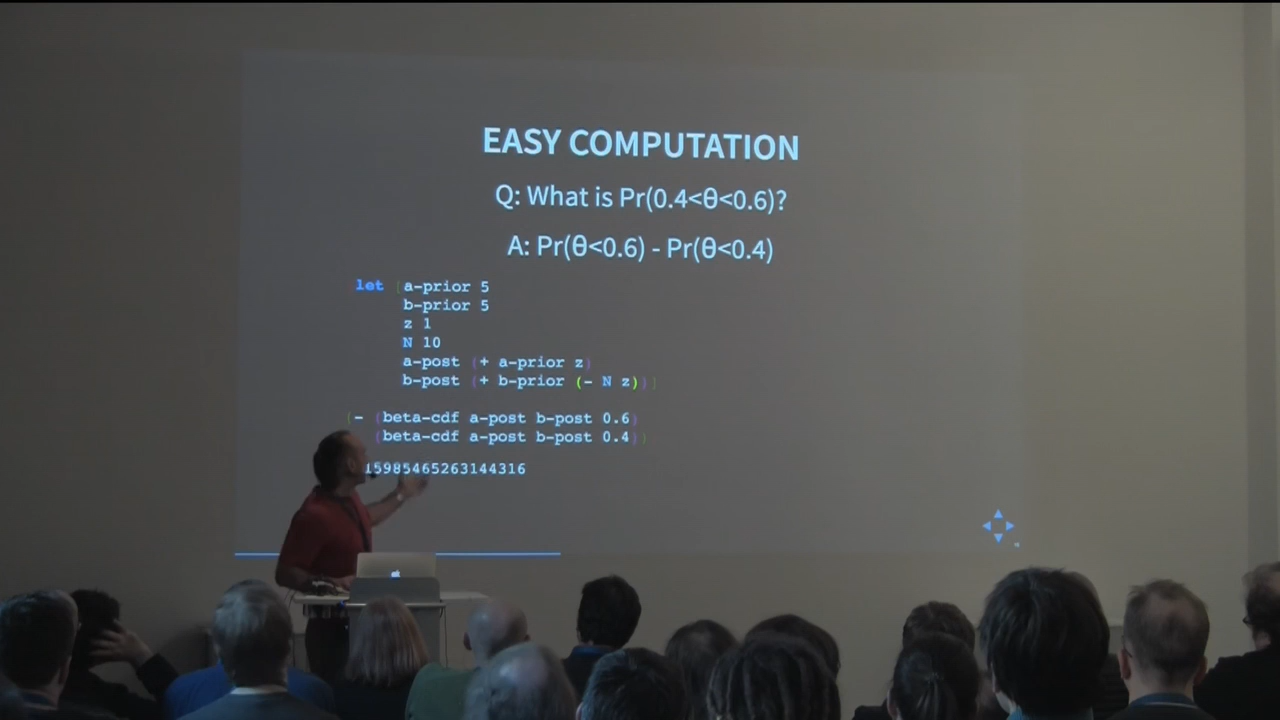 EASY COMPUTATION
Q: What is Pr(0.4<θ<0.6)?
A: Pr(θ<0.6) - Pr(θ<0.4)
let [a-prior 5
b-prior 5
z 1
N 10
a-post (+ a-prior z)
b-post (+ b-prior (- N z))]
(- (beta-cdf a-post b-post 0.6)
(beta-cdf a-post b-post 0.4))
15985465263144316